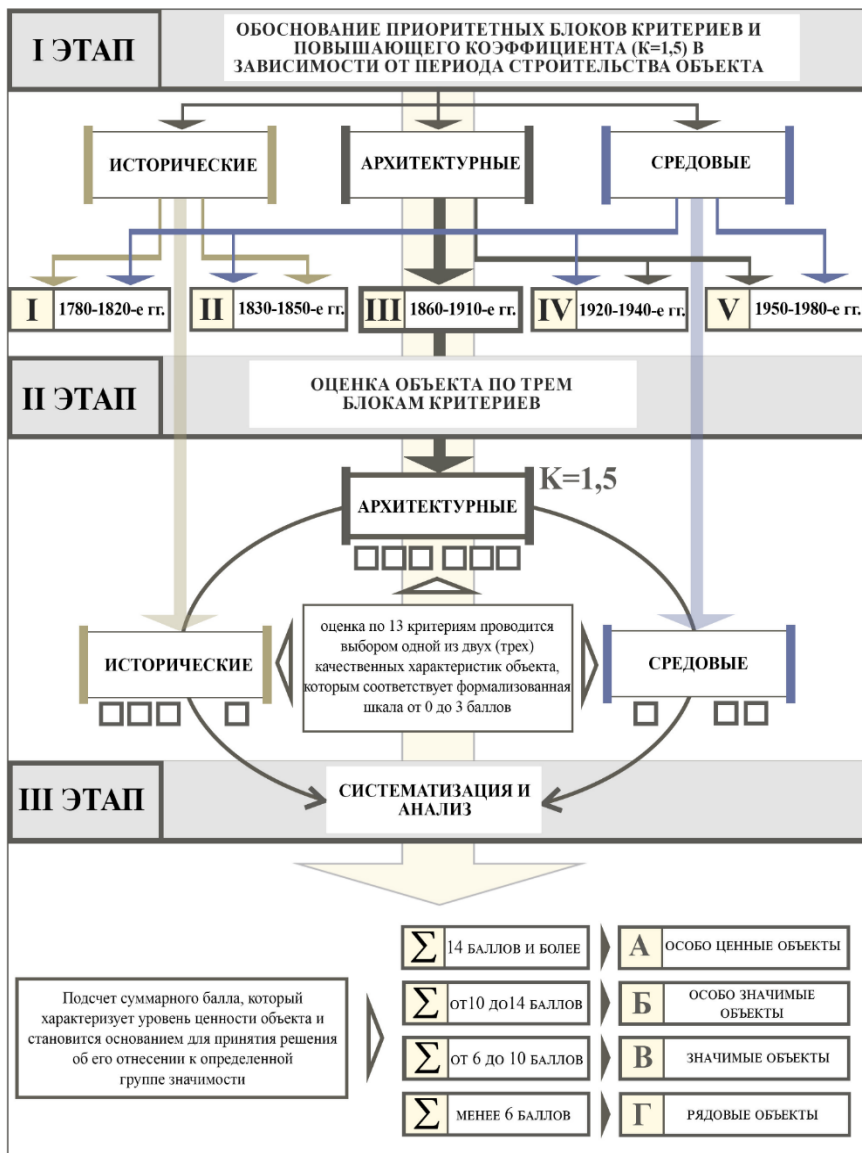 I ЭТАП
ОБОСНОВАНИЕ ПРИОРИТЕТНЫХ БЛОКОВ КРИТЕРИЕВ И
ПОВЫШАЮЩЕГО КОЭФФИЦИЕНТА (К=1,5) В
ЗАВИСИМОСТИ ОТ ПЕРИОДА СТРОИТЕЛЬСТВА ОБЪЕКТА
ИСТОРИЧЕСКИЕ
АРХИТЕКТУРНЫЕ
СРЕДОВЫЕ
I 1780-1820-е гг.
II 1830-1850-е гг.
III 1860-1910-е гг.
IV 1920-1940-е гг.
V 1950-1980-е гг.
II ЭТАП
ОЦЕНКА ОБЪЕКТА ПО ТРЕМ
БЛОКАМ КРИТЕРИЕВ
АРХИТЕКТУРНЫЕ
K=1,5
ИСТОРИЧЕСКИЕ
оценка по 13 критериям проводится
выбором одной из двух (трех)
качественных характеристик объекта,
которым соответствует формализованная
шкала от 0 до 3 баллов
СРЕДОВЫЕ
III ЭТАП
СИСТЕМАТИЗАЦИЯ И
АНАЛИЗ
Подсчет суммарного балла, который
характеризует уровень ценности объекта и
становится основанием для принятия решения
об его отнесении к определенной
группе значимости
∑ 14 БАЛЛОВ И БОЛЕЕ
А ОСОБО ЦЕННЫЕ ОБЪЕКТЫ
∑ ОТ10 ДО14 БАЛЛОВ
Б ОСОБО ЗНАЧИМЫЕ
ОБЪЕКТЫ
∑ ОТ 6 ДО 10 БАЛЛОВ
В ЗНАЧИМЫЕ ОБЪЕКТЫ
∑ МЕНЕЕ 6 БАЛЛОВ
Г РЯДОВЫЕ ОБЪЕКТЫ